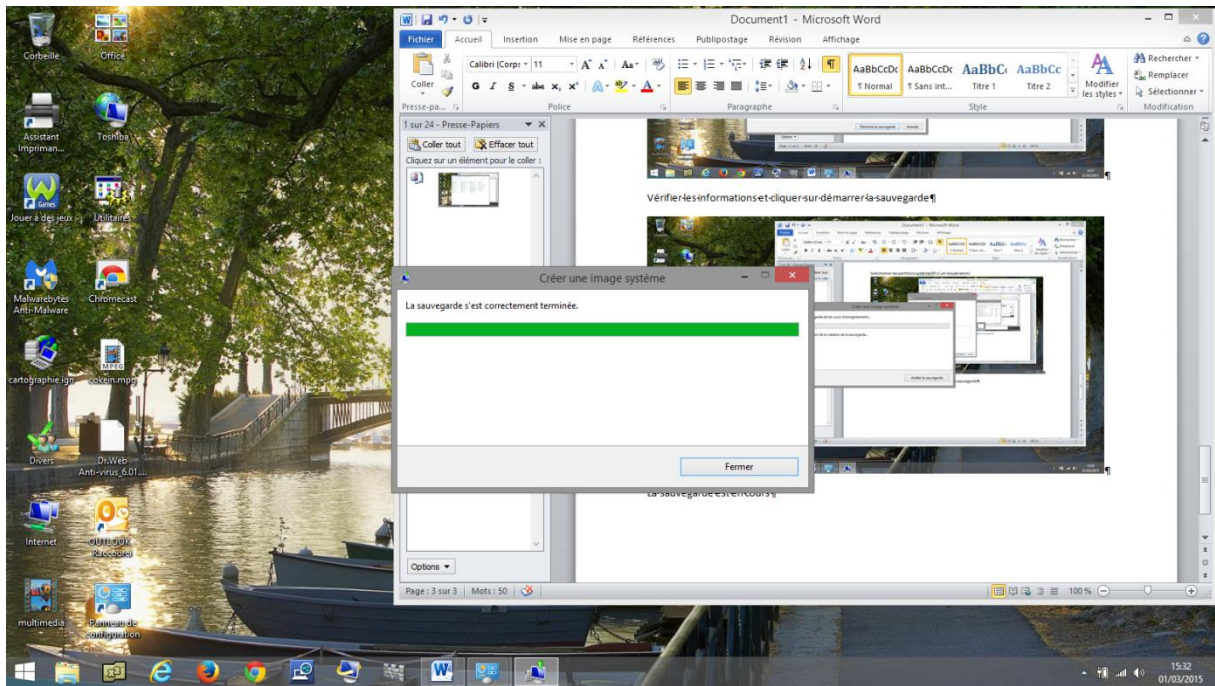 Corbeille
Office
Assistant
Impriman...
Toshiba
Games
Jouer à des jeux
Utilitaires
Malwarebytes
Anti-Malware
Chromecast
cartographie ign
MPEG
cokein.mpg
Divers
Dr.Web
Anti-virus_6.01....
Internet
OUTLOOK
Raccourci
multimedia
Panneau de
configuration
Document1 - Microsoft Word
Fichier Accueil Insertion Mise en page Références Publipostage Révision Affichage
Coller
Calibri (Corps 11
G I S abc
AaBbCcDc AaBbCcDc AaBbC AaBbCc
¶ Normal ¶ Sans int... Titre 1 Titre 2
Modifier
les styles
Rechercher
Remplacer
Sélectionner
Presse-pa... Police Paragraphe Style Modification
1 sur 24 - Presse-Papiers
Coller tout Effacer tout
Cliquez sur un élément pour le coller :
Vérifier·les·informations·et·cliquer·sur·démarrer·la·sauvegarde¶
Créer une image système
La sauvegarde s'est correctement terminée.
Fermer
La·sauvegarde·est·en·cours¶
Options
Page : 3 sur 3 Mots : 50
100 %
15:32
01/03/2015